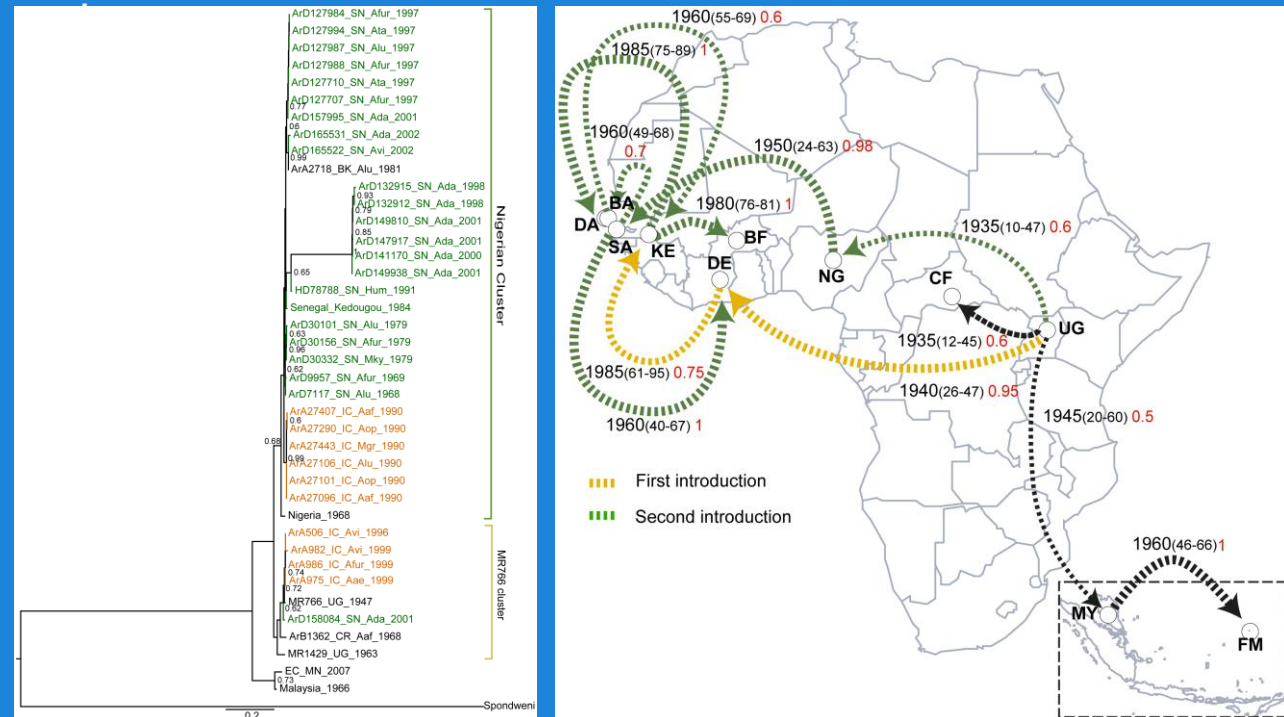 ArD127984_SN_Afur_1997
ArD127994_SN_Ata_1997
ArD127987_SN_Alu_1997
ArD127988_SN_Afur_1997
ArD127710_SN_Ata_1997
ArD127707_SN_Afur_1997
0.77
ArD157995_SN_Ada_2001
0.6
ArD165531_SN_Ada_2002
ArD165522_SN_Avi_2002
0.99
ArA2718_BK_Alu_1981
ArD132915_SN_Ada_1998
0.93
ArD132912_SN_Ada_1998
0.79
ArD149810_SN_Ada_2001
0.85
ArD147917_SN_Ada_2001
ArD141170_SN_Ada_2000
ArD149938_SN_Ada_2001
0.65
HD78788_SN_Hum_1991
Senegal_Kedougou_1984
ArD30101_SN_Alu_1979
0.63
ArD30156_SN_Afur_1979
0.96
AnD30332_SN_Mky_1979
0.62
ArD9957_SN_Afur_1969
ArD7117_SN_Alu_1968
ArA27407_IC_Aaf_1990
0.6
ArA27290_IC_Aop_1990
0.68
ArA27443_IC_Mgr_1990
0.99
ArA27106_IC_Alu_1990
ArA27101_IC_Aop_1990
ArA27096_IC_Aaf_1990
Nigeria_1968
Nigerian Cluster
ArA506_IC_Avi_1996
ArA982_IC_Avi_1999
ArA986_IC_Afur_1999
0.74
ArA975_IC_Aae_1999
0.72
MR766_UG_1947
0.62
ArD158084_SN_Ada_2001
ArB1362_CR_Aaf_1968
MR1429_UG_1963
MR766 cluster
EC_MN_2007
0.73
Malaysia_1966
Spondweni
0.2
1960(55-69) 0.6
1985(75-89) 1
1960(49-68)
0.7
1950(24-63) 0.98
1980(76-81) 1
1935(10-47) 0.6
BA
DA
SA
KE
BF
DE
NG
CF
UG
1935(12-45) 0.6
1985(61-95) 0.75
1940(26-47) 0.95
1945(20-60) 0.5
1960(40-67) 1
First introduction
Second introduction
1960(46-66)1
MY
FM